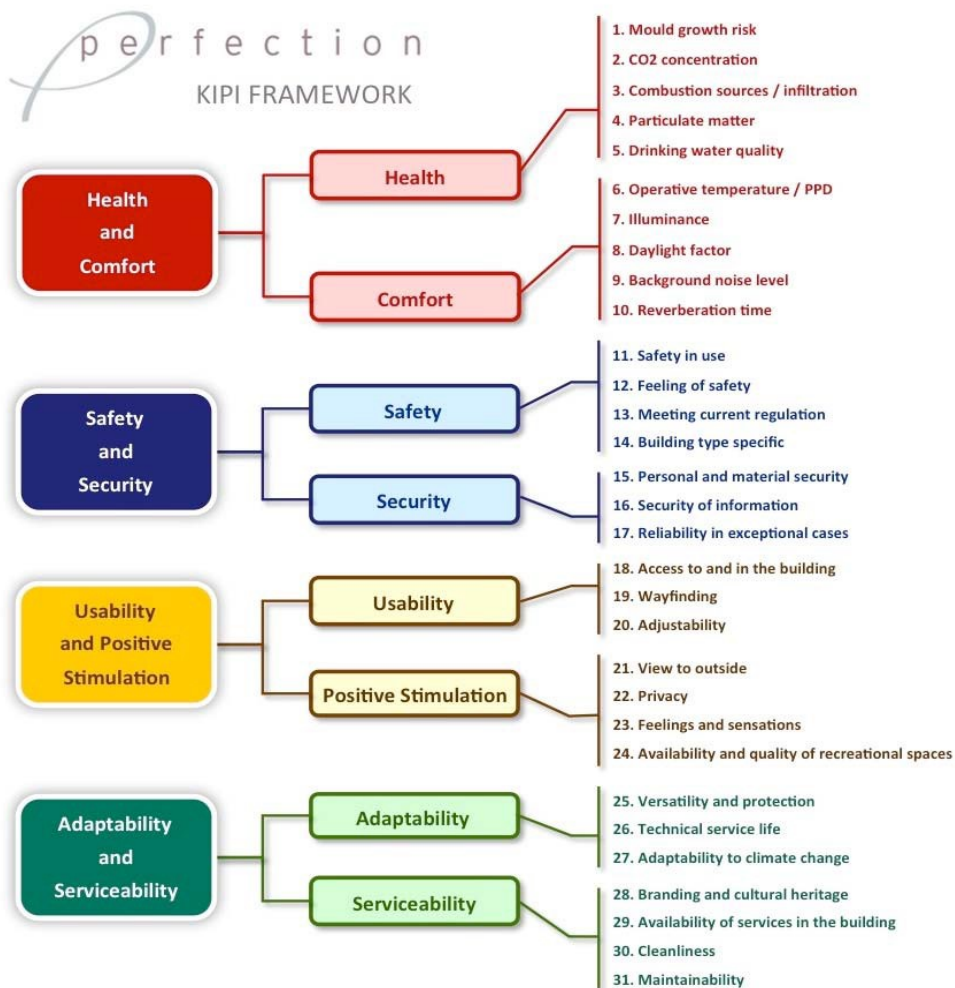 perfection
KIPI FRAMEWORK
Health
and
Comfort
Health
1. Mould growth risk
2. CO2 concentration
3. Combustion sources / infiltration
4. Particulate matter
5. Drinking water quality
Comfort
6. Operative temperature / PPD
7. Illuminance
8. Daylight factor
9. Background noise level
10. Reverberation time
Safety
and
Security
Safety
11. Safety in use
12. Feeling of safety
13. Meeting current regulation
14. Building type specific
Security
15. Personal and material security
16. Security of information
17. Reliability in exceptional cases
Usability
and Positive
Stimulation
Usability
18. Access to and in the building
19. Wayfinding
20. Adjustability
Positive Stimulation
21. View to outside
22. Privacy
23. Feelings and sensations
24. Availability and quality of recreational spaces
Adaptability
and
Serviceability
Adaptability
25. Versatility and protection
26. Technical service life
27. Adaptability to climate change
Serviceability
28. Branding and cultural heritage
29. Availability of services in the building
30. Cleanliness
31. Maintainability